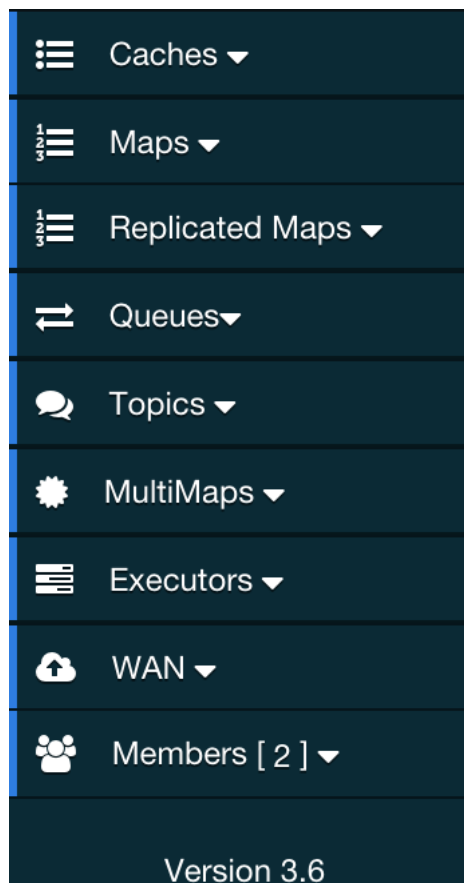 Caches
Maps
Replicated Maps
Queues
Topics
MultiMaps
Executors
WAN
Members [ 2 ]
Version 3.6